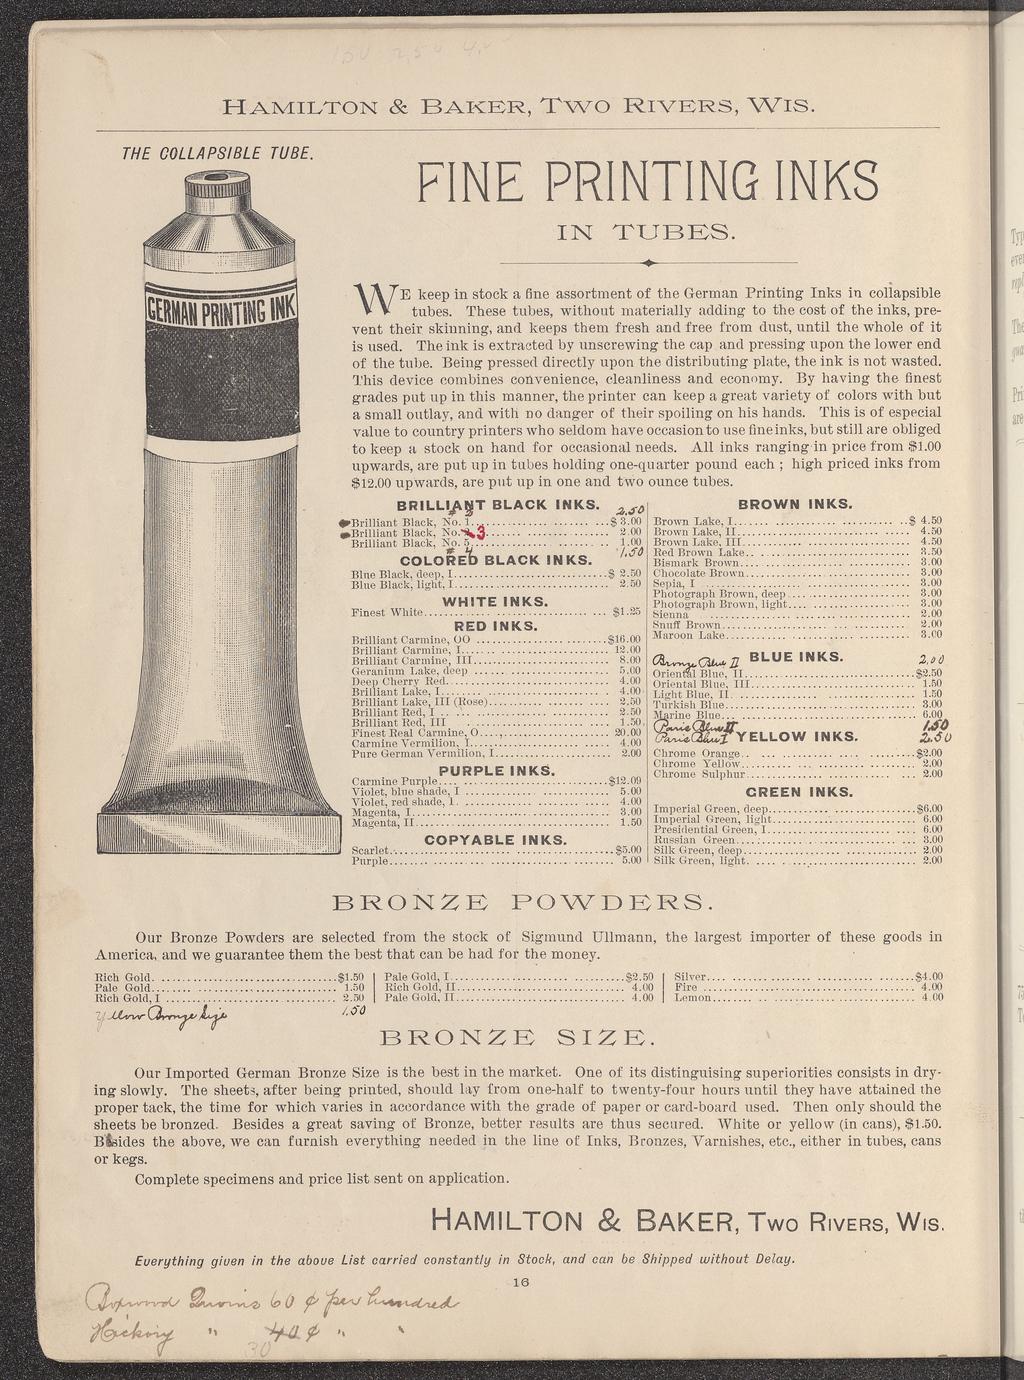 150 2,50 4,
HAMILTON & BAKER, TWO RIVERS, WIS.
THE COLLAPSIBLE TUBE.
GERMAN PRINTING INK
FINE PRINTING INKS
IN TUBES.
WE keep in stock a fine assortment of the German Printing Inks in collapsible
tubes. These tubes, without materially adding to the cost of the inks, pre-
vent their skinning, and keeps them fresh and free from dust, until the whole of it
is used. The ink is extracted by unscrewing the cap and pressing upon the lower end
of the tube. Being pressed directly upon the distributing plate, the ink is not wasted.
This device combines convenience, cleanliness and economy. By having the finest
grades put up in this manner, the printer can keep a great variety of colors with but
a small outlay, and with no danger of their spoiling on his hands. This is of especial
value to country printers who seldom have occasion to use fine inks, but still are obliged
to keep a stock on hand for occasional needs. All inks ranging in price from $1.00
upwards, are put up in tubes holding one-quarter pound each ; high priced inks from
$12.00 upwards, are put up in one and two ounce tubes.
BRILLIANT BLACK INKS.
# 2 2.50
Brilliant Black, No. 1 $ 3.00
Brilliant Black, No. 3 2.00
Brilliant Black, No. 5 1.00
# 4 1,50
COLORED BLACK INKS.
Blue Black, deep, I $ 2.50
Blue Black, light, I 2.50
WHITE INKS.
Finest White $1.25
RED INKS.
Brilliant Carmine, OO $16.00
Brilliant Carmine, I 12.00
Brilliant Carmine, III 8.00
Geranium Lake, deep 5.00
Deep Cherry Red 4.00
Brilliant Lake, I 4.00
Brilliant Lake, III (Rose) 2.50
Brilliant Red, I 2.50
Brilliant Red, III 1.50
Finest Real Carmine, O 20.00
Carmine Vermilion, I 4.00
Pure German Vermilion, I 2.00
PURPLE INKS.
Carmine Purple $12.00
Violet, blue shade, I 5.00
Violet, red shade, I 4.00
Magenta, I 3.00
Magenta, II 1.50
COPYABLE INKS.
Scarlet $5.00
Purple 5.00
BROWN INKS.
Brown Lake, I $ 4.50
Brown Lake, II 4.50
Brown Lake, III 4.50
Red Brown Lake 3.50
Bismark Brown 3.00
Chocolate Brown 3.00
Sepia, I 3.00
Photograph Brown, deep 3.00
Photograph Brown, light 3.00
Sienna 2.00
Snuff Brown 2.00
Maroon Lake 3.00
BLUE INKS.
Bronze Blue II 2,00
Oriental Blue, II $2.50
Oriental Blue, III 1.50
Light Blue, II 1.50
Turkish Blue 3.00
Marine Blue 6.00
Paris Blue II 1.50
Paris Blue I 2.50
YELLOW INKS.
Chrome Orange $2.00
Chrome Yellow 2.00
Chrome Sulphur 2.00
GREEN INKS.
Imperial Green, deep $6.00
Imperial Green, light 6.00
Presidential Green, I 6.00
Russian Green 3.00
Silk Green, deep 2.00
Silk Green, light 2.00
BRONZE POWDERS.
Our Bronze Powders are selected from the stock of Sigmund Ullmann, the largest importer of these goods in
America, and we guarantee them the best that can be had for the money.
Rich Gold $1.50
Pale Gold 1.50
Rich Gold, I 2.50
Yellow Bronze Size 1,50
Pale Gold, I $2.50
Rich Gold, II 4.00
Pale Gold, II 4.00
Silver $4.00
Fire 4.00
Lemon 4.00
BRONZE SIZE.
Our Imported German Bronze Size is the best in the market. One of its distinguising superiorities consists in dry-
ing slowly. The sheets, after being printed, should lay from one-half to twenty-four hours until they have attained the
proper tack, the time for which varies in accordance with the grade of paper or card-board used. Then only should the
sheets be bronzed. Besides a great saving of Bronze, better results are thus secured. White or yellow (in cans), $1.50.
Besides the above, we can furnish everything needed in the line of Inks, Bronzes, Varnishes, etc., either in tubes, cans
or kegs.
Complete specimens and price list sent on application.
HAMILTON & BAKER, TWO RIVERS, WIS.
Everything given in the above List carried constantly in Stock, and can be Shipped without Delay.
16
Boxwood Quoins 60 ¢ per hundred
Hickory " 40 ¢ " "
30